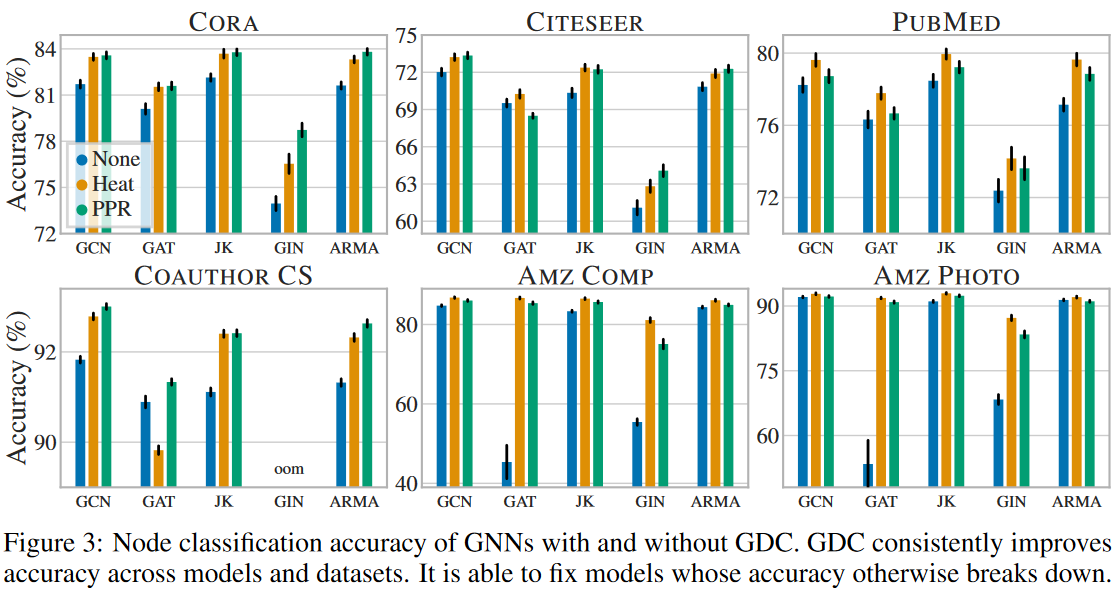 CORA
CITESEER
PUBMED
Accuracy (%)
84
81
78
75
72
None
Heat
PPR
GCN GAT JK GIN ARMA
75
72
69
66
63
60
GCN GAT JK GIN ARMA
80
76
72
GCN GAT JK GIN ARMA
COAUTHOR CS
AMZ COMP
AMZ PHOTO
Accuracy (%)
92
90
oom
GCN GAT JK GIN ARMA
80
60
40
GCN GAT JK GIN ARMA
90
75
60
GCN GAT JK GIN ARMA
Figure 3: Node classification accuracy of GNNs with and without GDC. GDC consistently improves
accuracy across models and datasets. It is able to fix models whose accuracy otherwise breaks down.